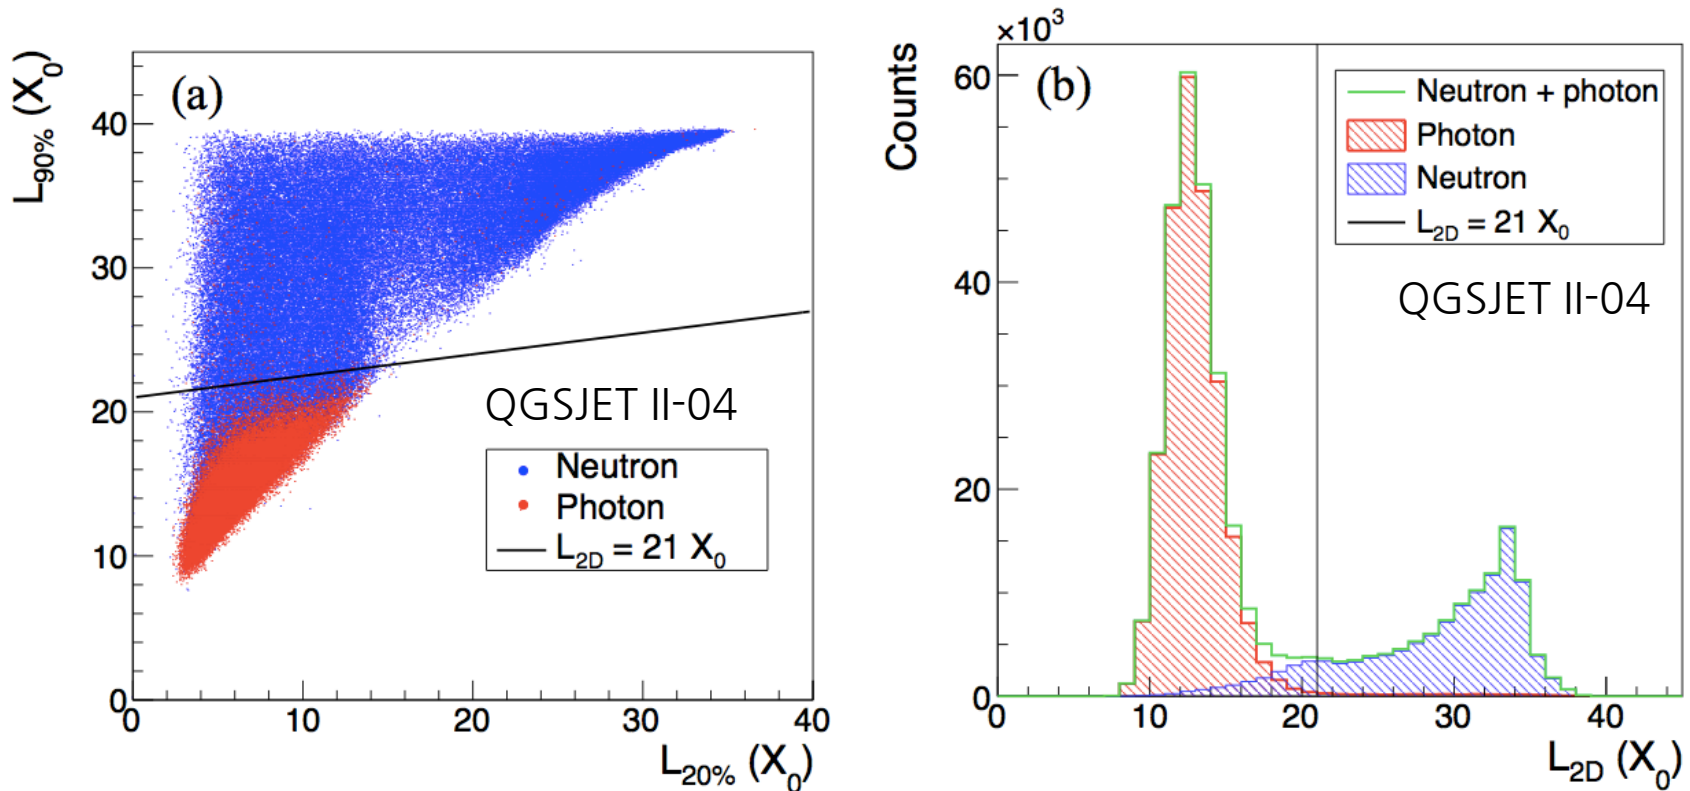 (a)
L90% (X0)
40
30
20
10
0
QGSJET II-04
Neutron
Photon
L2D = 21 X0
0 10 20 30 40
L20% (X0)
×10³
Counts
(b)
60
40
20
0
Neutron + photon
Photon
Neutron
L2D = 21 X0
QGSJET II-04
0 10 20 30 40
L2D (X0)